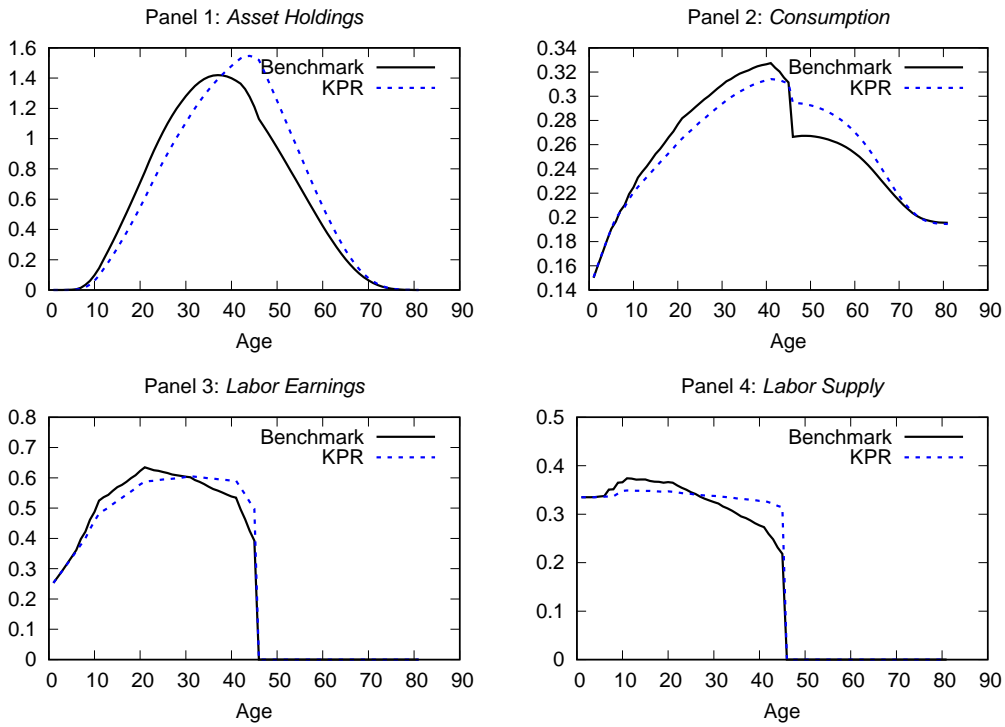 Panel 1: Asset Holdings
1.6
1.4
1.2
1
0.8
0.6
0.4
0.2
0
Benchmark
KPR
0 10 20 30 40 50 60 70 80 90
Age
Panel 2: Consumption
0.34
0.32
0.3
0.28
0.26
0.24
0.22
0.2
0.18
0.16
0.14
Benchmark
KPR
0 10 20 30 40 50 60 70 80 90
Age
Panel 3: Labor Earnings
0.8
0.7
0.6
0.5
0.4
0.3
0.2
0.1
0
Benchmark
KPR
0 10 20 30 40 50 60 70 80 90
Age
Panel 4: Labor Supply
0.5
0.4
0.3
0.2
0.1
0
Benchmark
KPR
0 10 20 30 40 50 60 70 80 90
Age